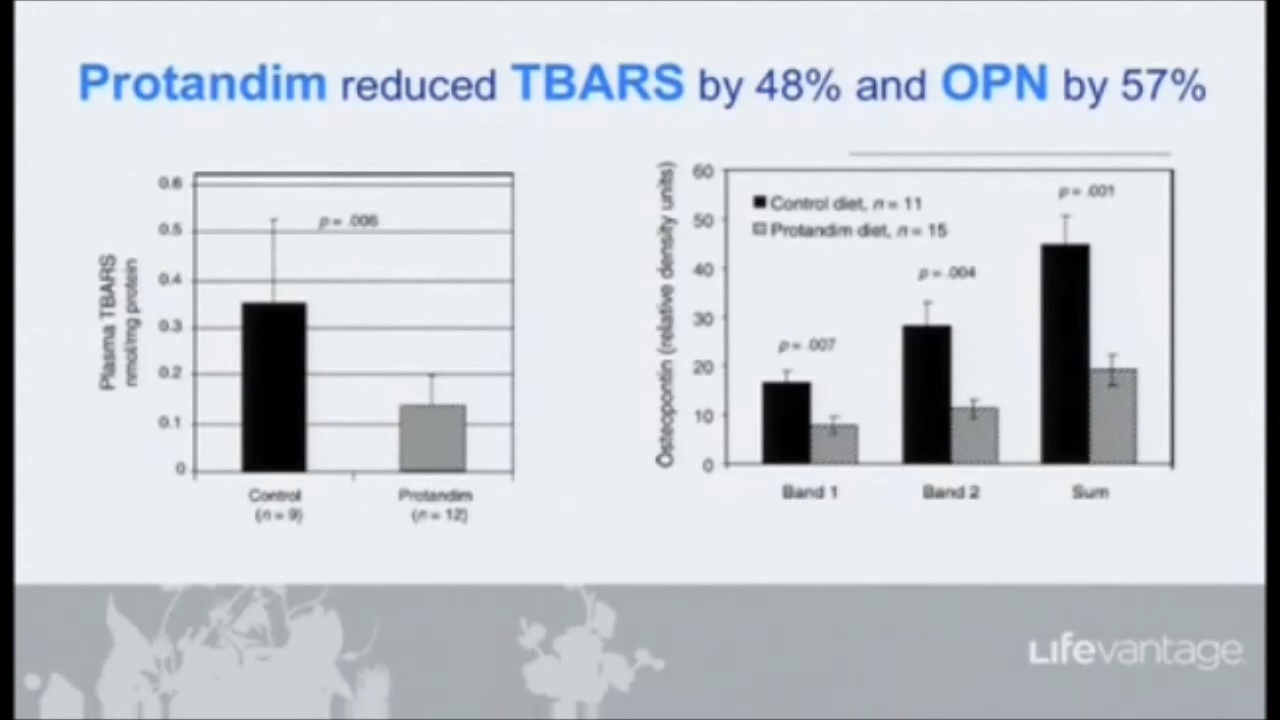 Protandim reduced TBARS by 48% and OPN by 57%
Plasma TBARS
nmol/mg protein
0.6
0.5
0.4
0.3
0.2
0.1
0
p = .006
Control
(n = 9)
Protandim
(n = 12)
Osteopontin (relative density units)
60
50
40
30
20
10
0
Control diet, n = 11
Protandim diet, n = 15
p = .007
p = .004
p = .001
Band 1
Band 2
Sum
Lifevantage